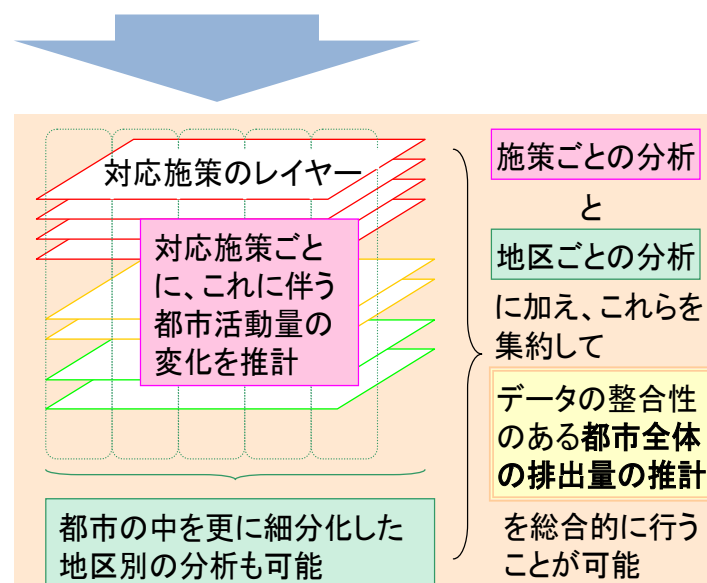 対応施策のレイヤー
対応施策ごと
に、これに伴う
都市活動量の
変化を推計
都市の中を更に細分化した
地区別の分析も可能
施策ごとの分析
と
地区ごとの分析
に加え、これらを
集約して
データの整合性
のある都市全体
の排出量の推計
を総合的に行う
ことが可能